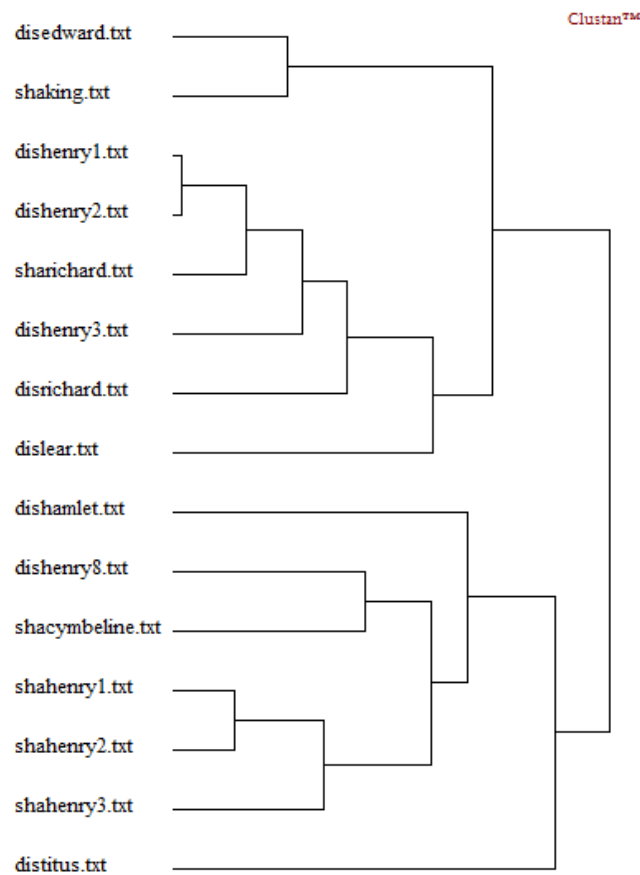 Clustan™
disedward.txt
shaking.txt
dishenry1.txt
dishenry2.txt
sharichard.txt
dishenry3.txt
disrichard.txt
dislear.txt
dishamlet.txt
dishenry8.txt
shacymbeline.txt
shahenry1.txt
shahenry2.txt
shahenry3.txt
distitus.txt